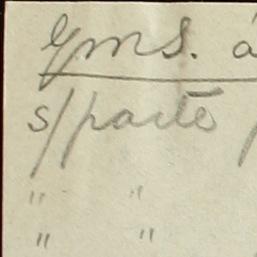 Gms. á
s/ parte
" "
" "